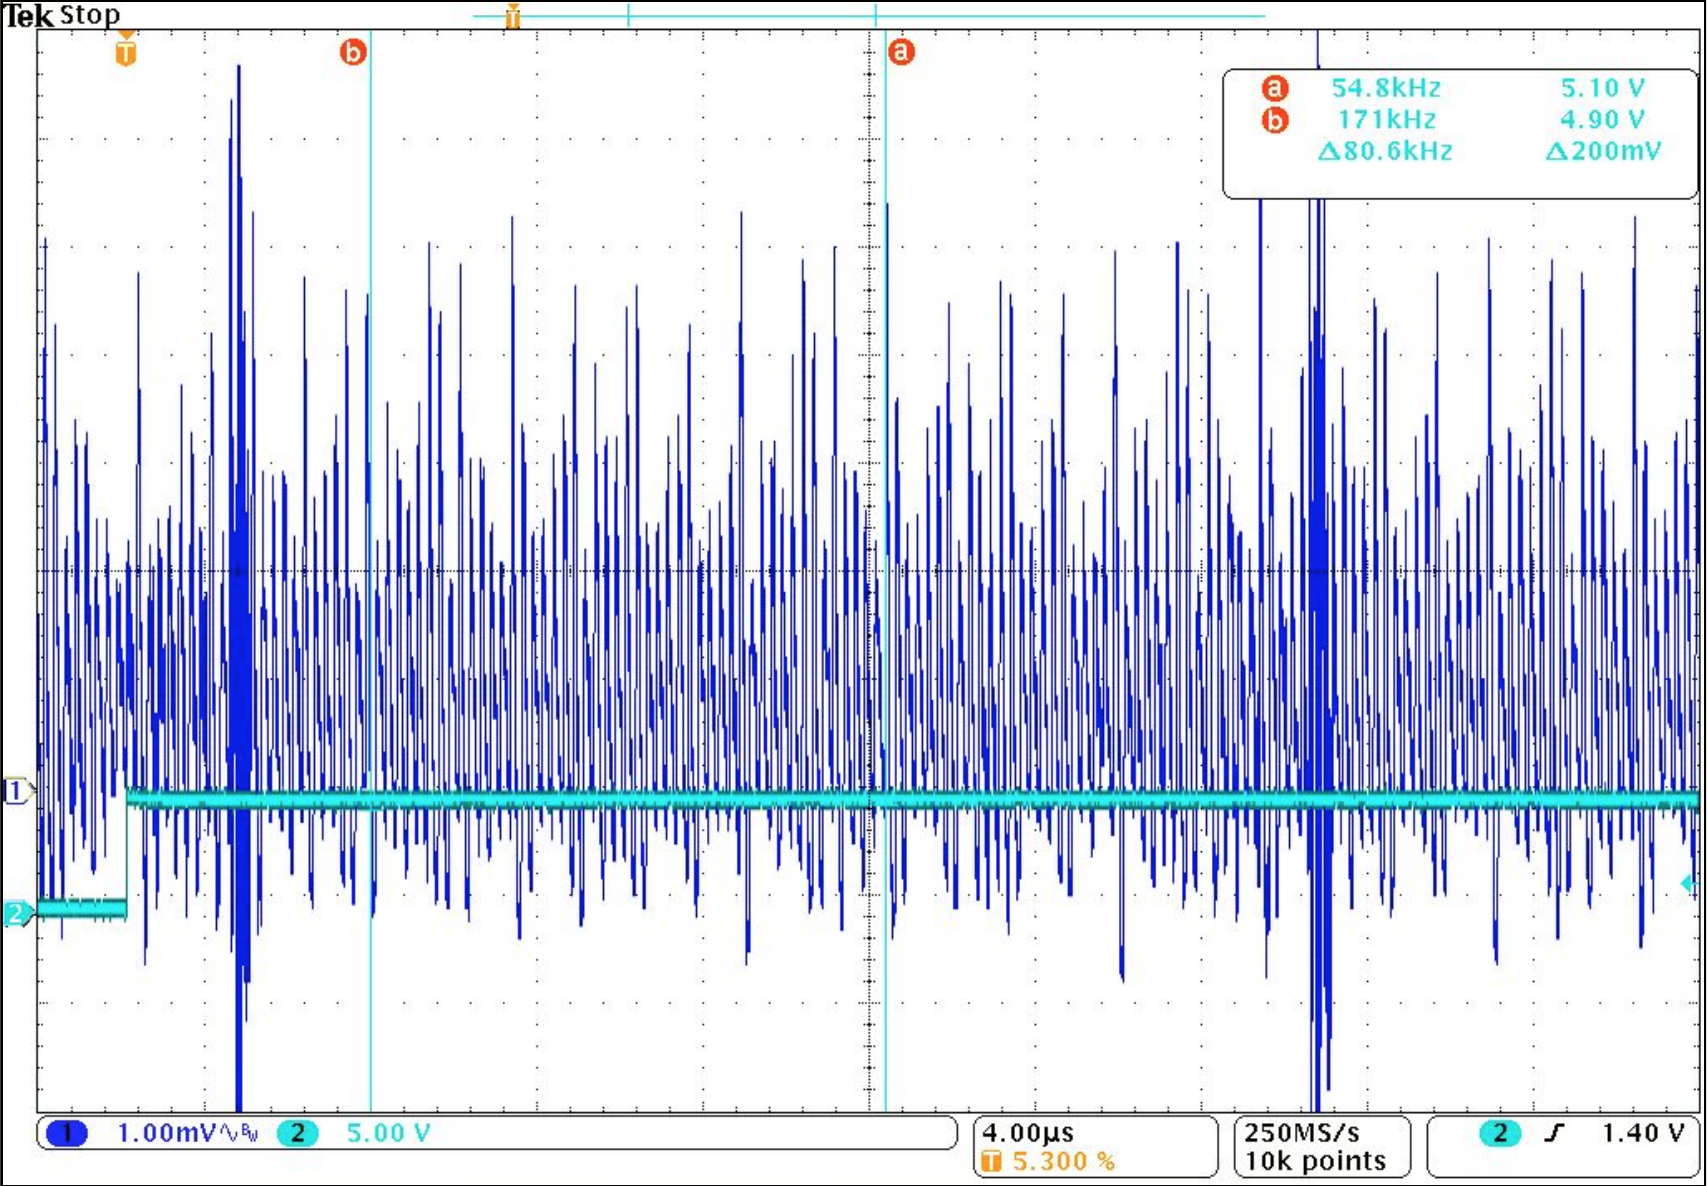 Tek Stop
T
T b a
a 54.8kHz 5.10 V
b 171kHz 4.90 V
Δ80.6kHz Δ200mV
1
2
1 1.00mV∿BW 2 5.00 V
4.00µs
T 5.300 %
250MS/s
10k points
2 ʃ 1.40 V